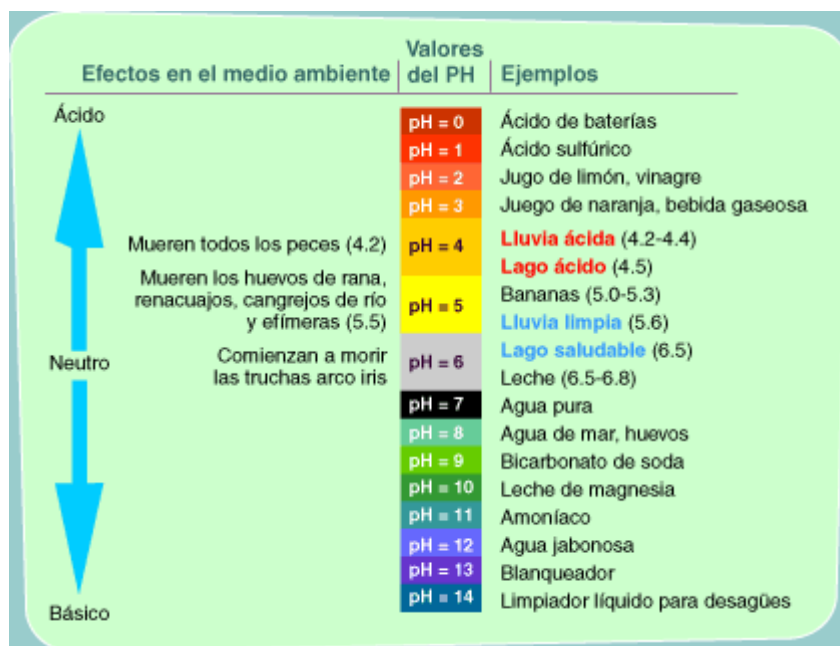 Efectos en el medio ambiente
Valores
del PH
Ejemplos
Ácido
pH = 0
Ácido de baterías
pH = 1
Ácido sulfúrico
pH = 2
Jugo de limón, vinagre
pH = 3
Juego de naranja, bebida gaseosa
Mueren todos los peces (4.2)
pH = 4
Lluvia ácida (4.2-4.4)
Lago ácido (4.5)
Mueren los huevos de rana,
renacuajos, cangrejos de río
y efímeras (5.5)
pH = 5
Bananas (5.0-5.3)
Lluvia limpia (5.6)
Neutro
Comienzan a morir
las truchas arco iris
pH = 6
Lago saludable (6.5)
Leche (6.5-6.8)
pH = 7
Agua pura
pH = 8
Agua de mar, huevos
pH = 9
Bicarbonato de soda
pH = 10
Leche de magnesia
pH = 11
Amoníaco
pH = 12
Agua jabonosa
pH = 13
Blanqueador
Básico
pH = 14
Limpiador líquido para desagües